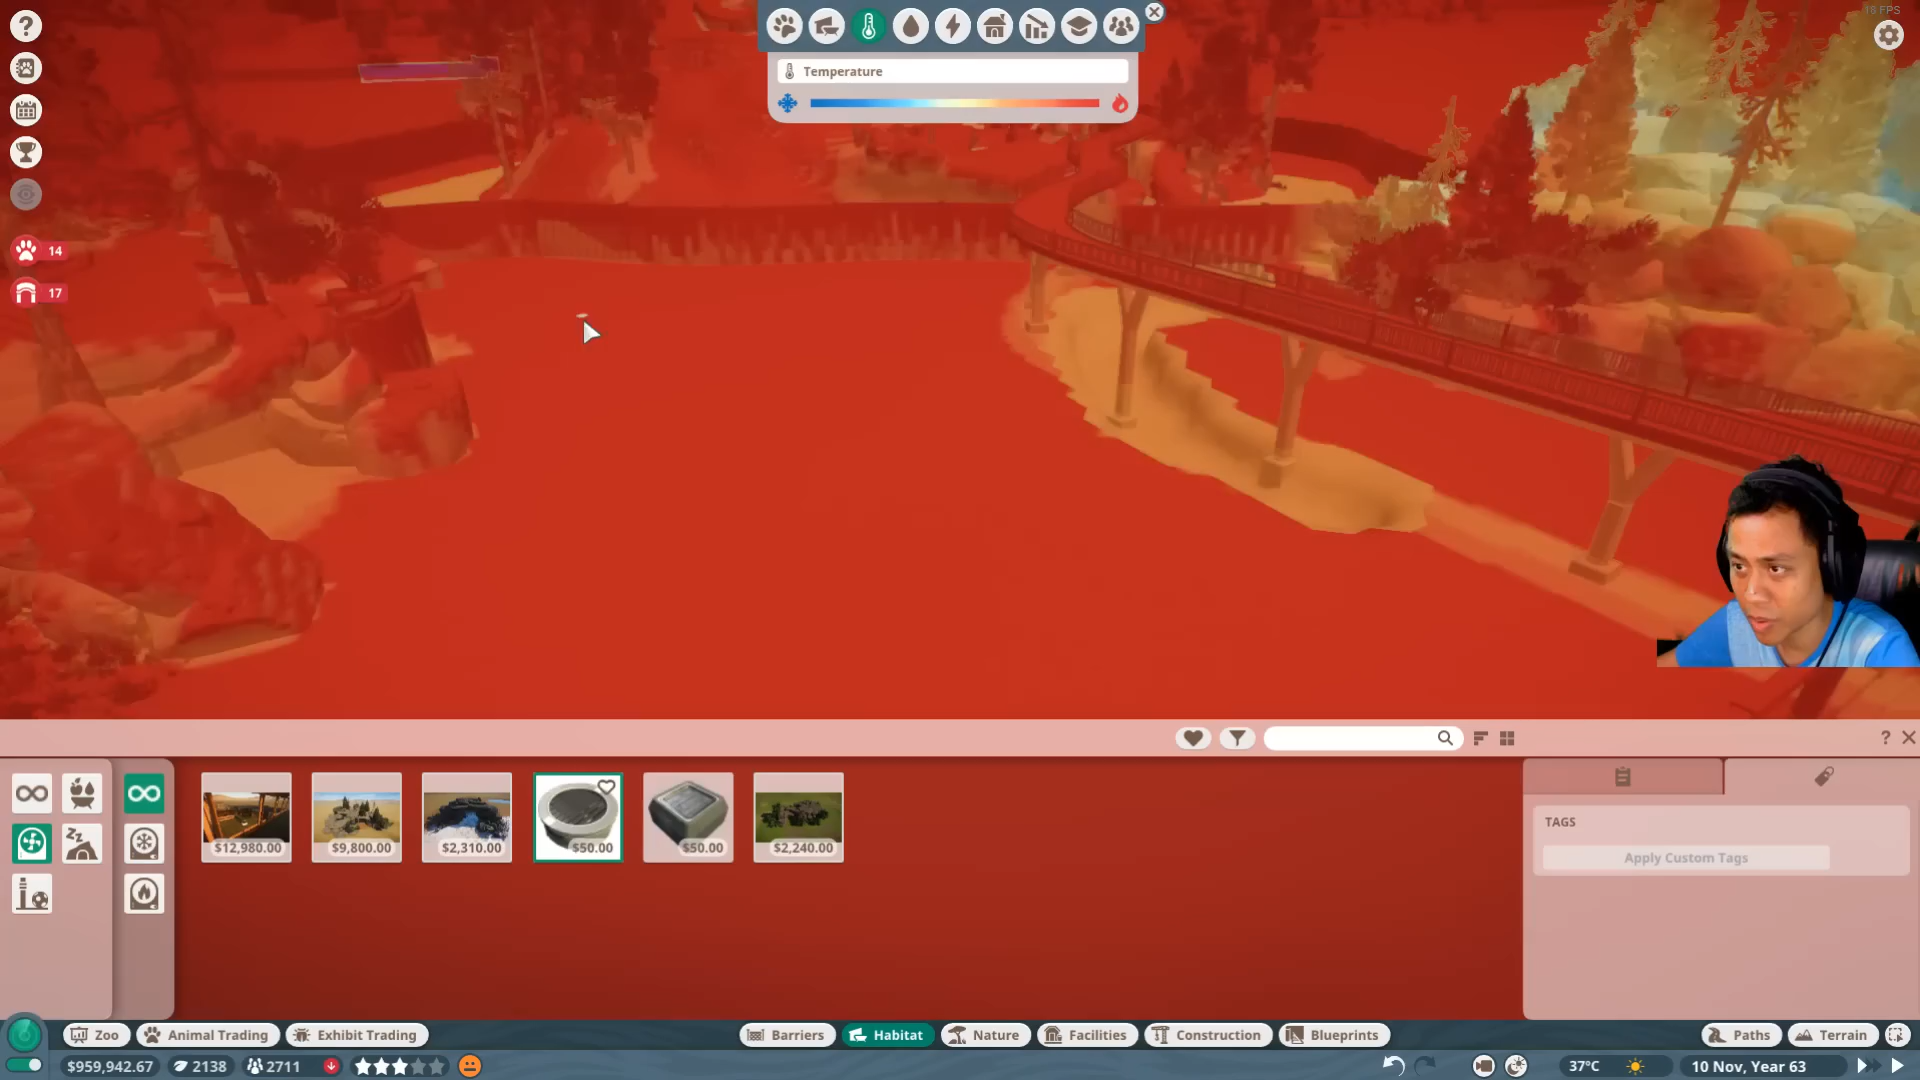 ?
18 FPS
Temperature
14
17
?
$12,980.00
$9,800.00
$2,310.00
$50.00
$50.00
$2,240.00
TAGS
Apply Custom Tags
Zoo
Animal Trading
Exhibit Trading
Barriers
Habitat
Nature
Facilities
Construction
Blueprints
Paths
Terrain
$959,942.67
2138
2711
37°C
10 Nov, Year 63